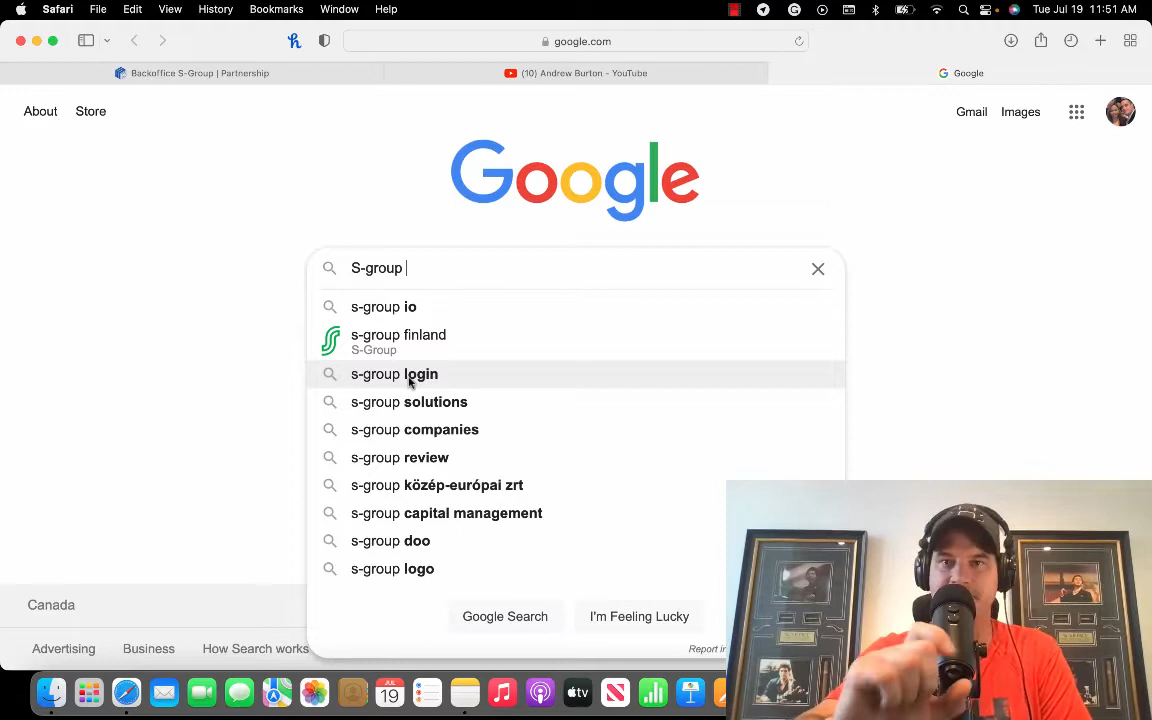 Safari File Edit View History Bookmarks Window Help
Tue Jul 19 11:51 AM
google.com
Backoffice S-Group | Partnership
(10) Andrew Burton - YouTube
Google
About Store
Gmail Images
Google
S-group
s-group io
s-group finland
S-Group
s-group login
s-group solutions
s-group companies
s-group review
s-group közép-európai zrt
s-group capital management
s-group doo
s-group logo
Google Search
I'm Feeling Lucky
Canada
Advertising Business How Search works
Report in
JUL
19
tv